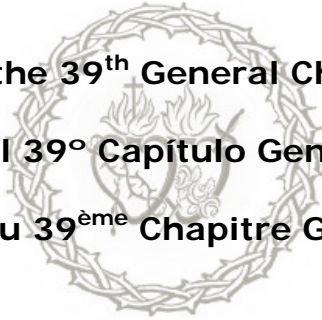 the 39th General Ch
l 39º Capítulo Gen
u 39ème Chapitre G